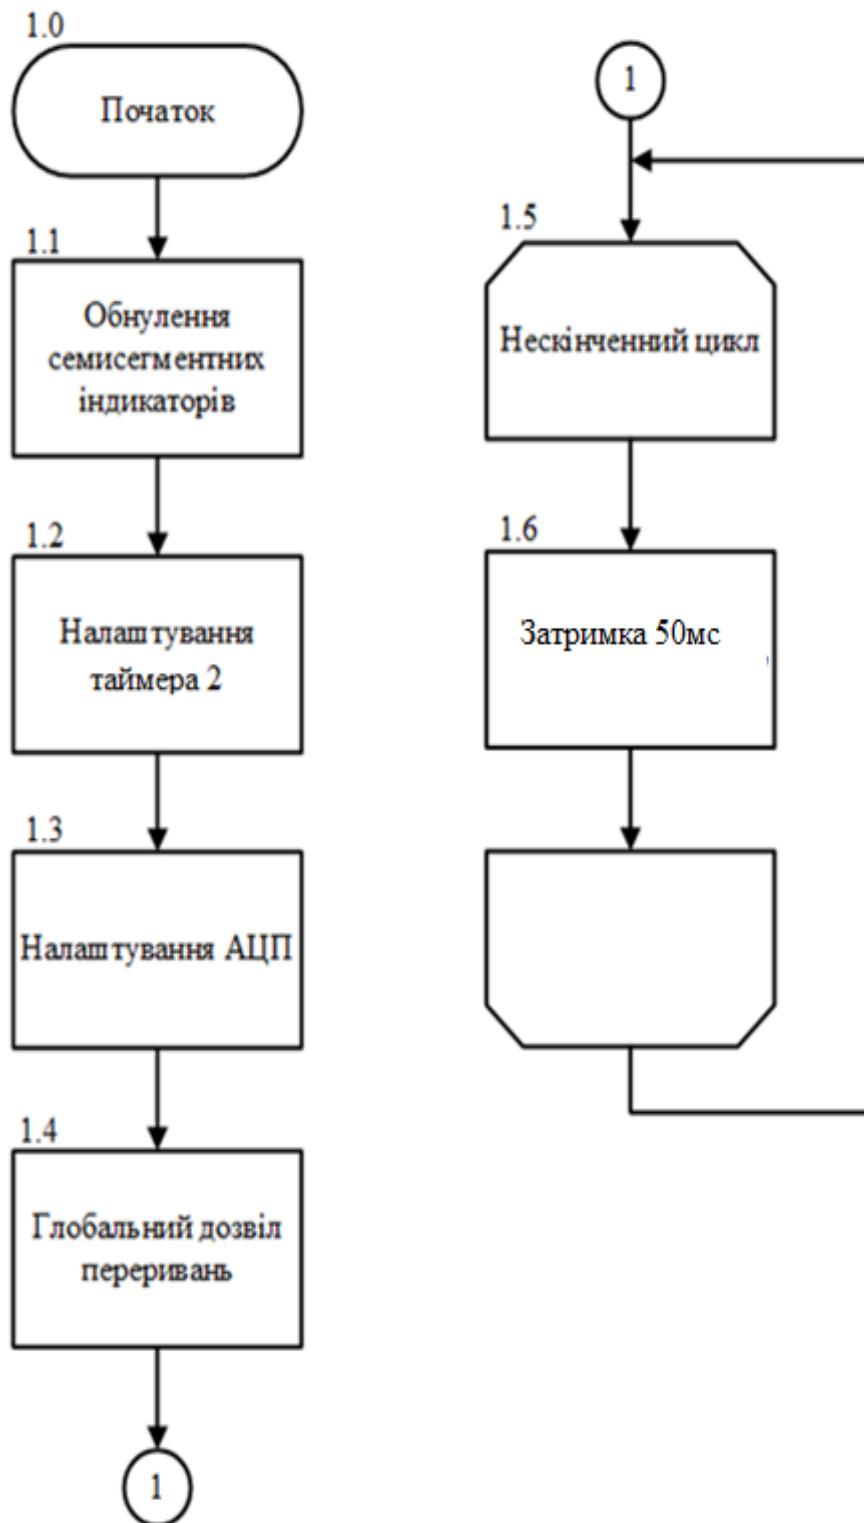 1.0
Початок
1.1
Обнулення
семисегментних
індикаторів
1.2
Налаштування
таймера 2
1.3
Налаштування АЦП
1.4
Глобальний дозвіл
переривань
1
1
1.5
Нескінченний цикл
1.6
Затримка 50мс